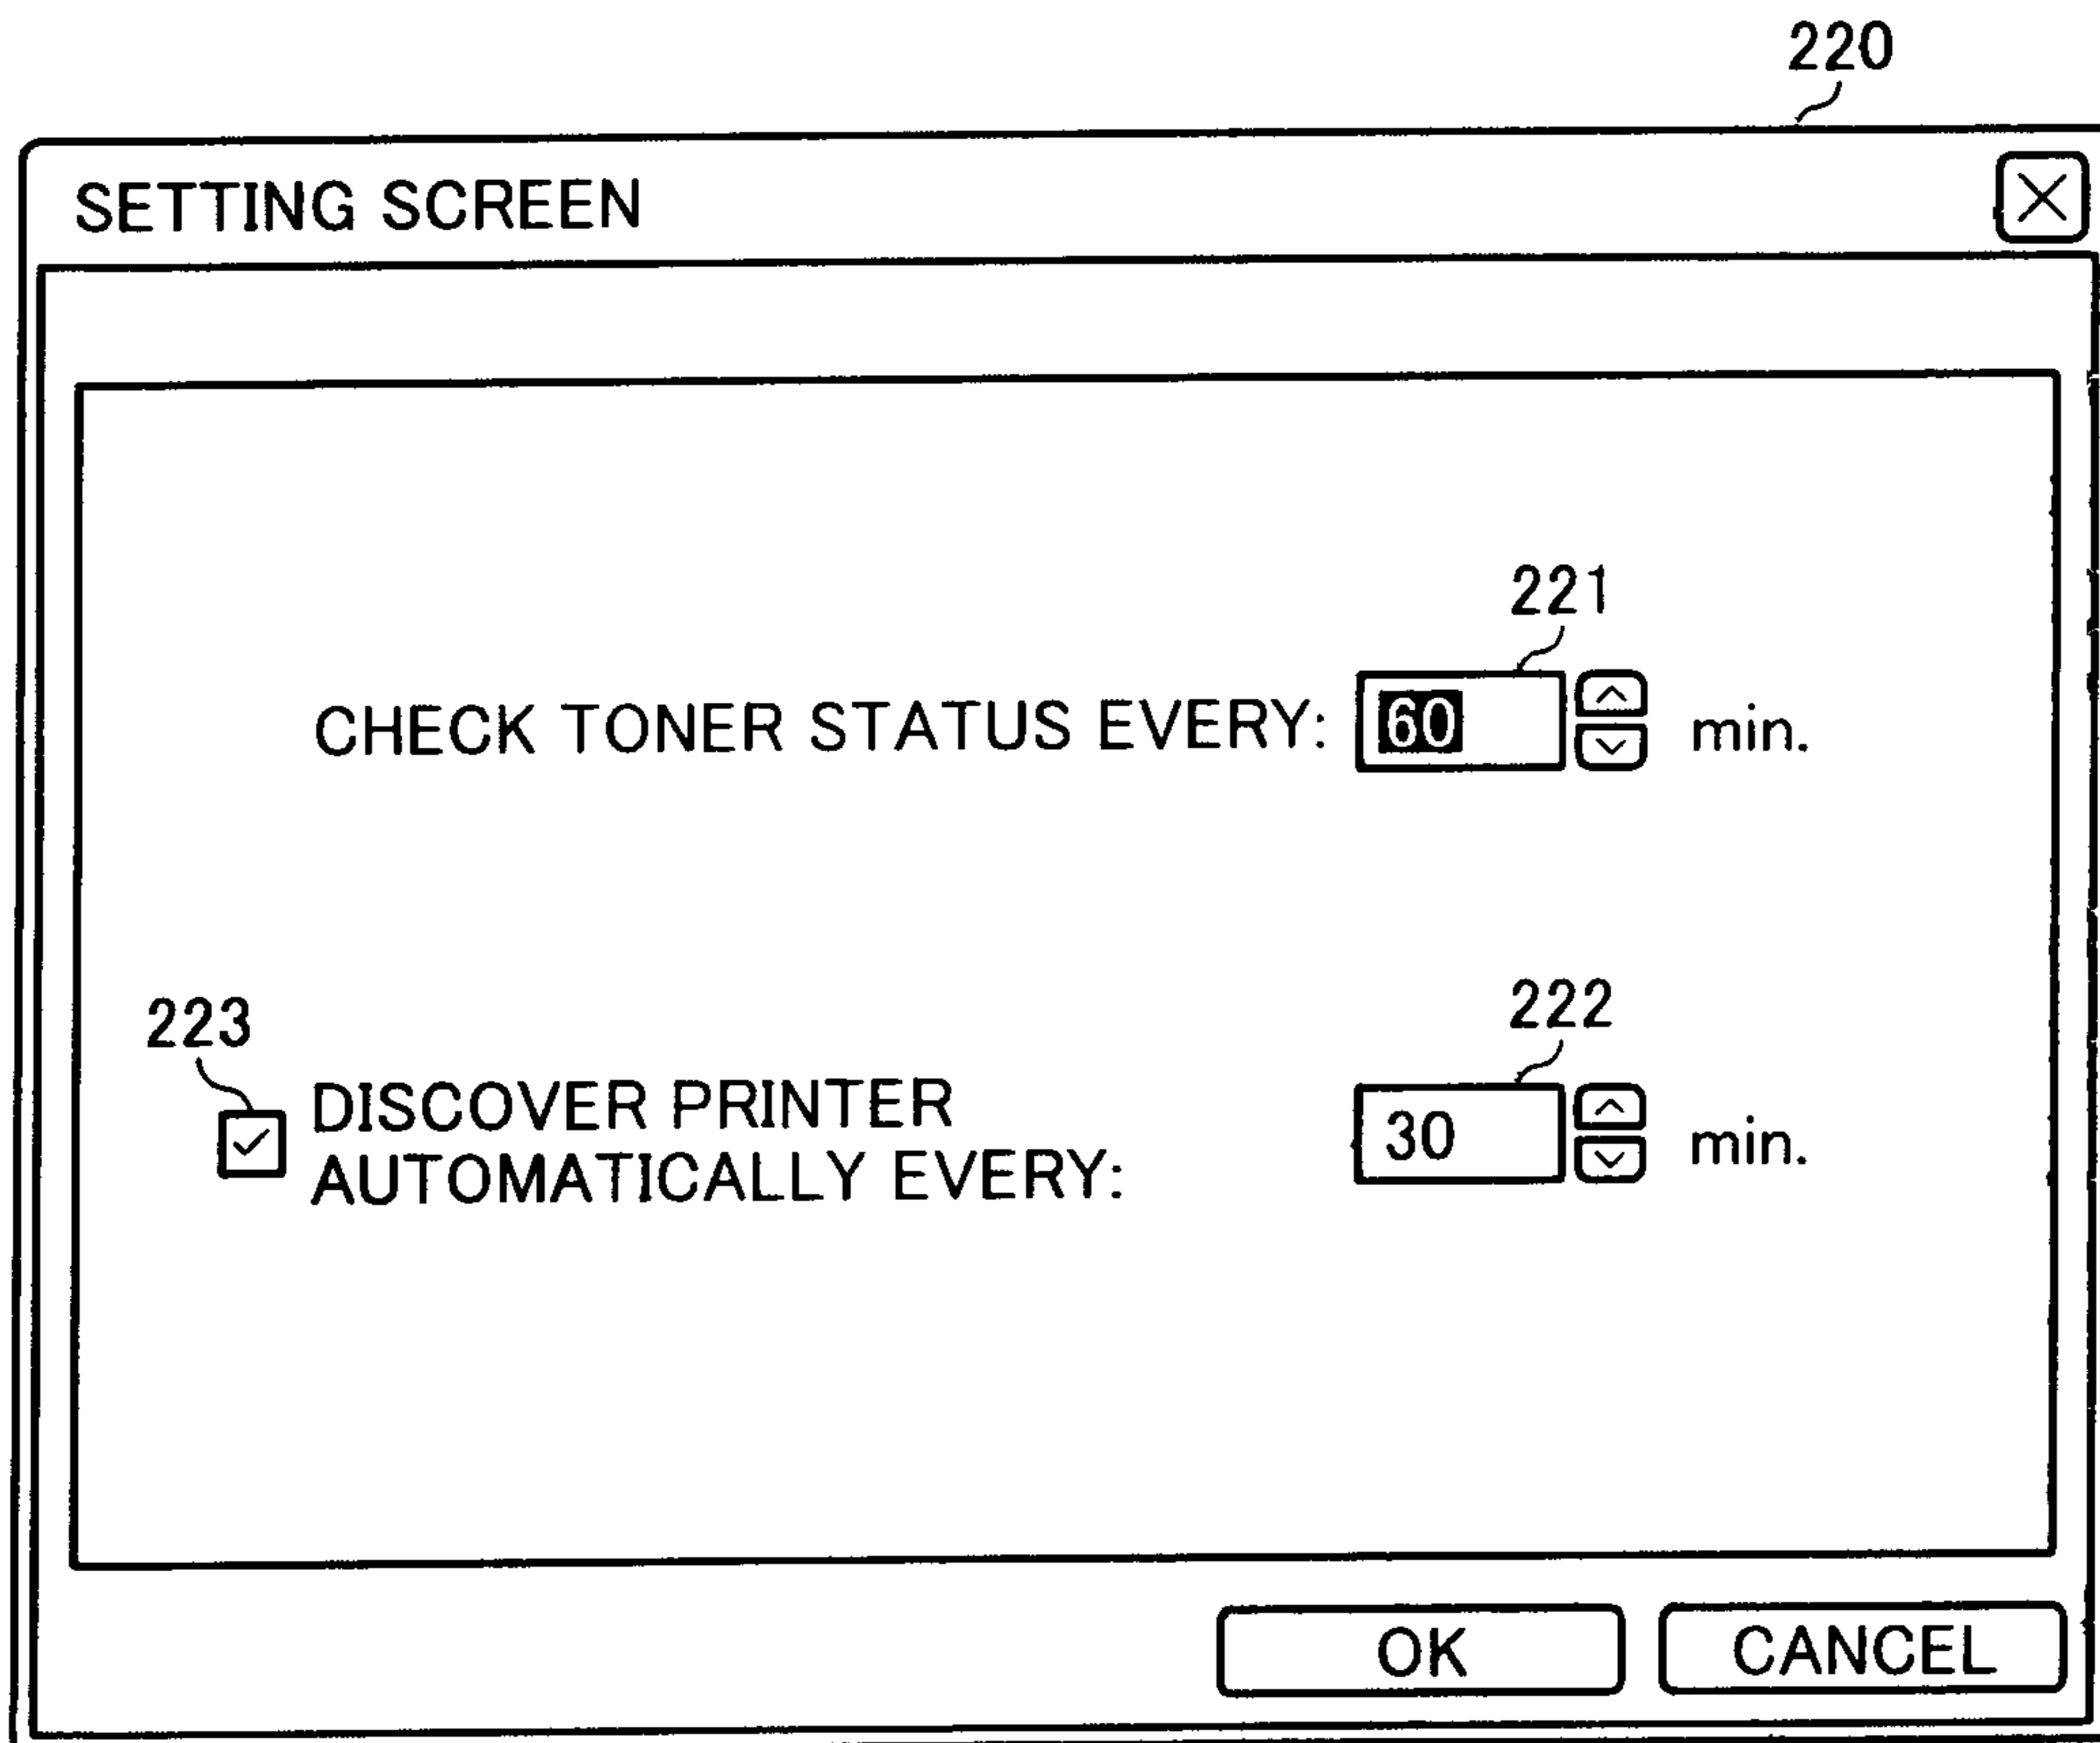 220
SETTING SCREEN
221
CHECK TONER STATUS EVERY: 60 min.
223
222
DISCOVER PRINTER
AUTOMATICALLY EVERY:
30 min.
OK CANCEL